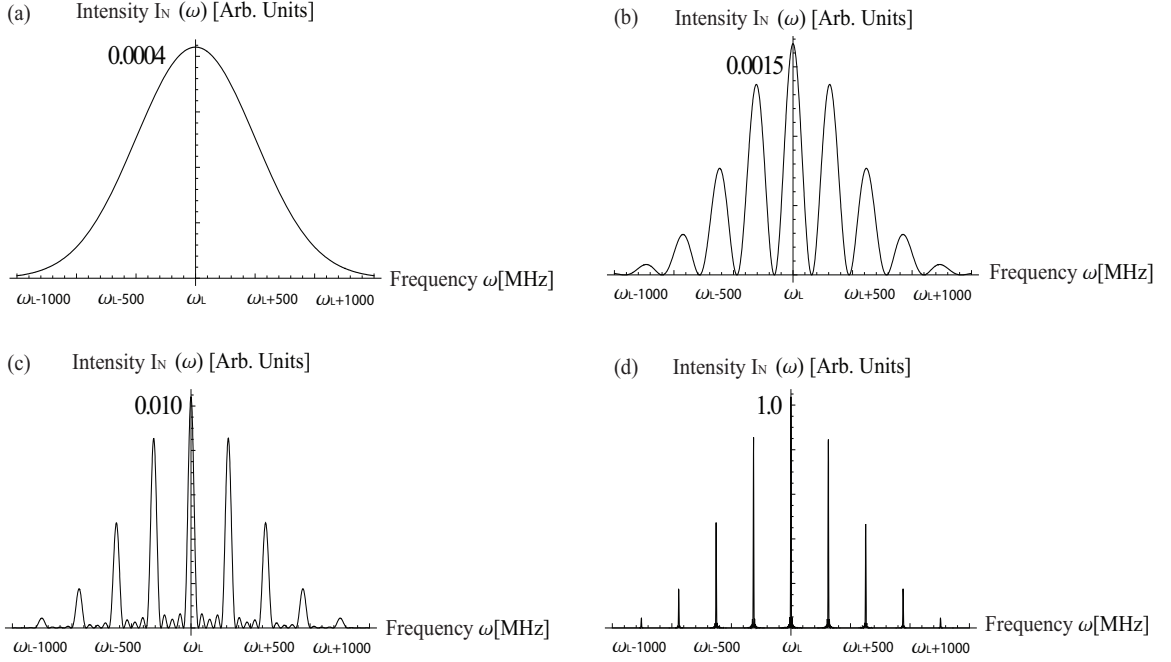 (a) Intensity IN (ω) [Arb. Units]
0.0004
Frequency ω[MHz]
ωL-1000 ωL-500 ωL ωL+500 ωL+1000
(b) Intensity IN (ω) [Arb. Units]
0.0015
Frequency ω[MHz]
ωL-1000 ωL-500 ωL ωL+500 ωL+1000
(c) Intensity IN (ω) [Arb. Units]
0.010
Frequency ω[MHz]
ωL-1000 ωL-500 ωL ωL+500 ωL+1000
(d) Intensity IN (ω) [Arb. Units]
1.0
Frequency ω[MHz]
ωL-1000 ωL-500 ωL ωL+500 ωL+1000